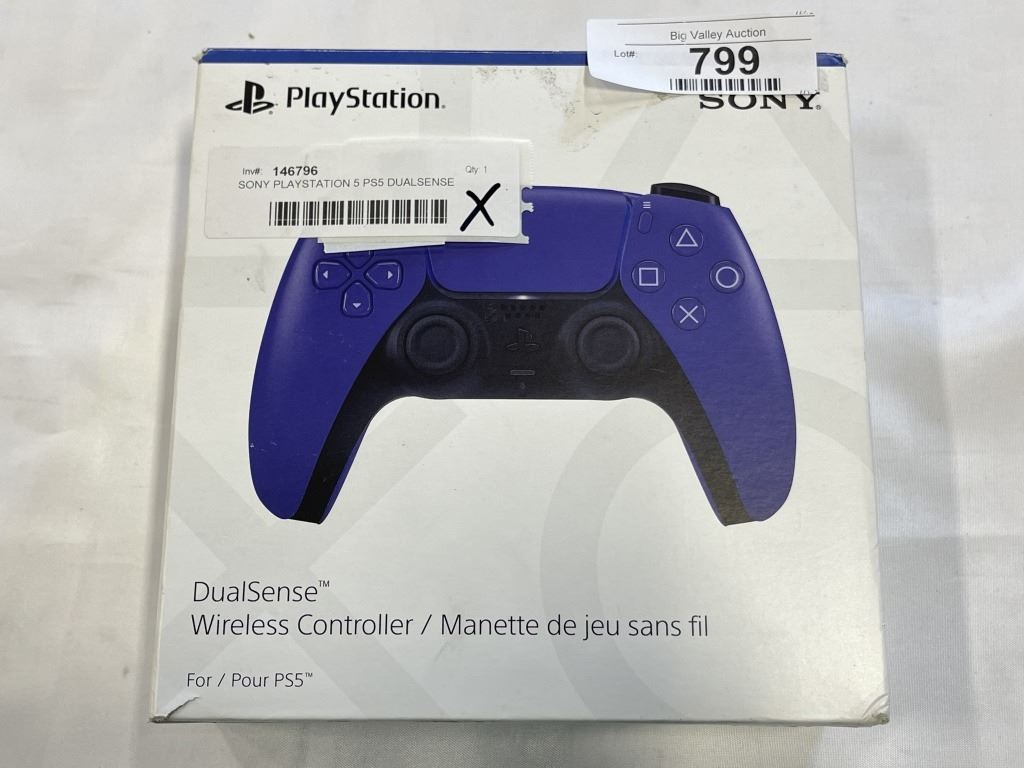 Big Valley Auction
Lot#: 799
PlayStation®
SONY®
Inv#: 146796 Qty: 1
SONY PLAYSTATION 5 PS5 DUALSENSE
X
DualSense™
Wireless Controller / Manette de jeu sans fil
For / Pour PS5™